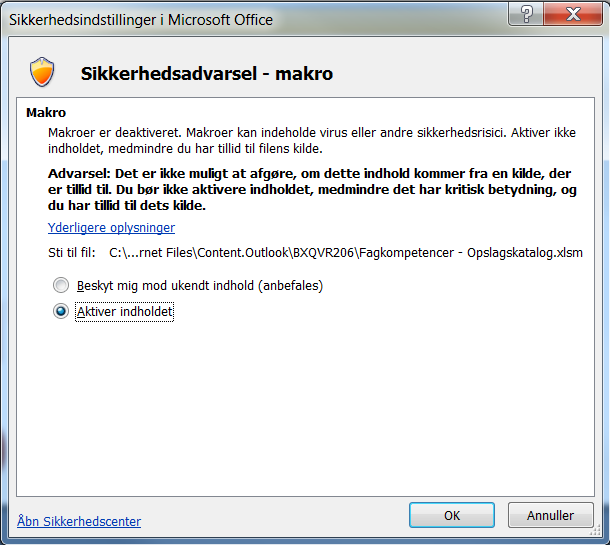 Sikkerhedsindstillinger i Microsoft Office
Sikkerhedsadvarsel - makro
Makro
Makroer er deaktiveret. Makroer kan indeholde virus eller andre sikkerhedsrisici. Aktiver ikke
indholdet, medmindre du har tillid til filens kilde.
Advarsel: Det er ikke muligt at afgøre, om dette indhold kommer fra en kilde, der
er tillid til. Du bør ikke aktivere indholdet, medmindre det har kritisk betydning, og
du har tillid til dets kilde.
Yderligere oplysninger
Sti til fil: C:\...rnet Files\Content.Outlook\BXQVR206\Fagkompetencer - Opslagskatalog.xlsm
Beskyt mig mod ukendt indhold (anbefales)
Aktiver indholdet
Åbn Sikkerhedscenter
OK
Annuller